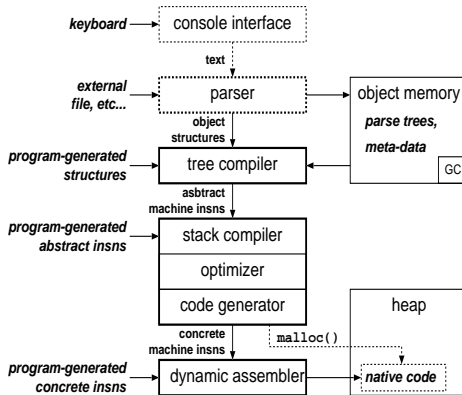 keyboard
console interface
text
external
file, etc...
parser
object memory
parse trees,
meta-data
GC
object
structures
program-generated
structures
tree compiler
asbtract
machine insns
program-generated
abstract insns
stack compiler
optimizer
code generator
heap
concrete
machine insns
malloc()
program-generated
concrete insns
dynamic assembler
native code